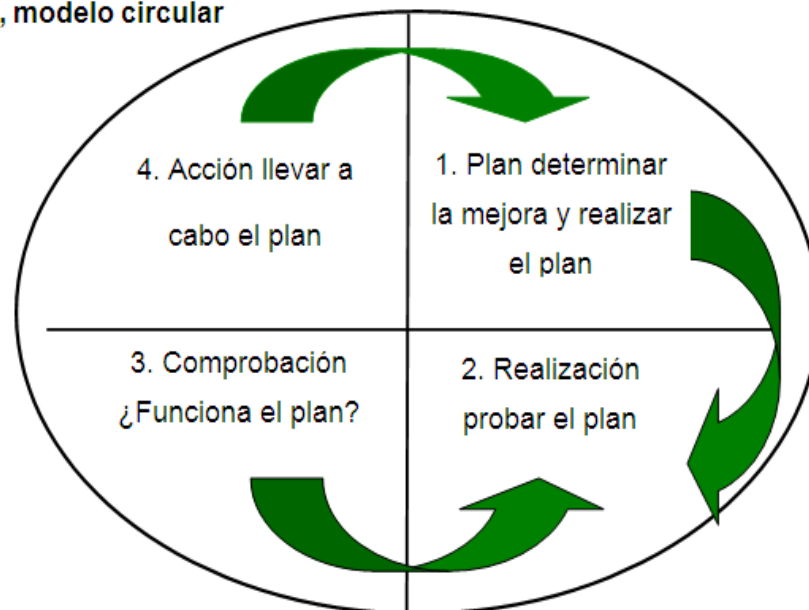 , modelo circular
4. Acción llevar a
cabo el plan
1. Plan determinar
la mejora y realizar
el plan
3. Comprobación
¿Funciona el plan?
2. Realización
probar el plan